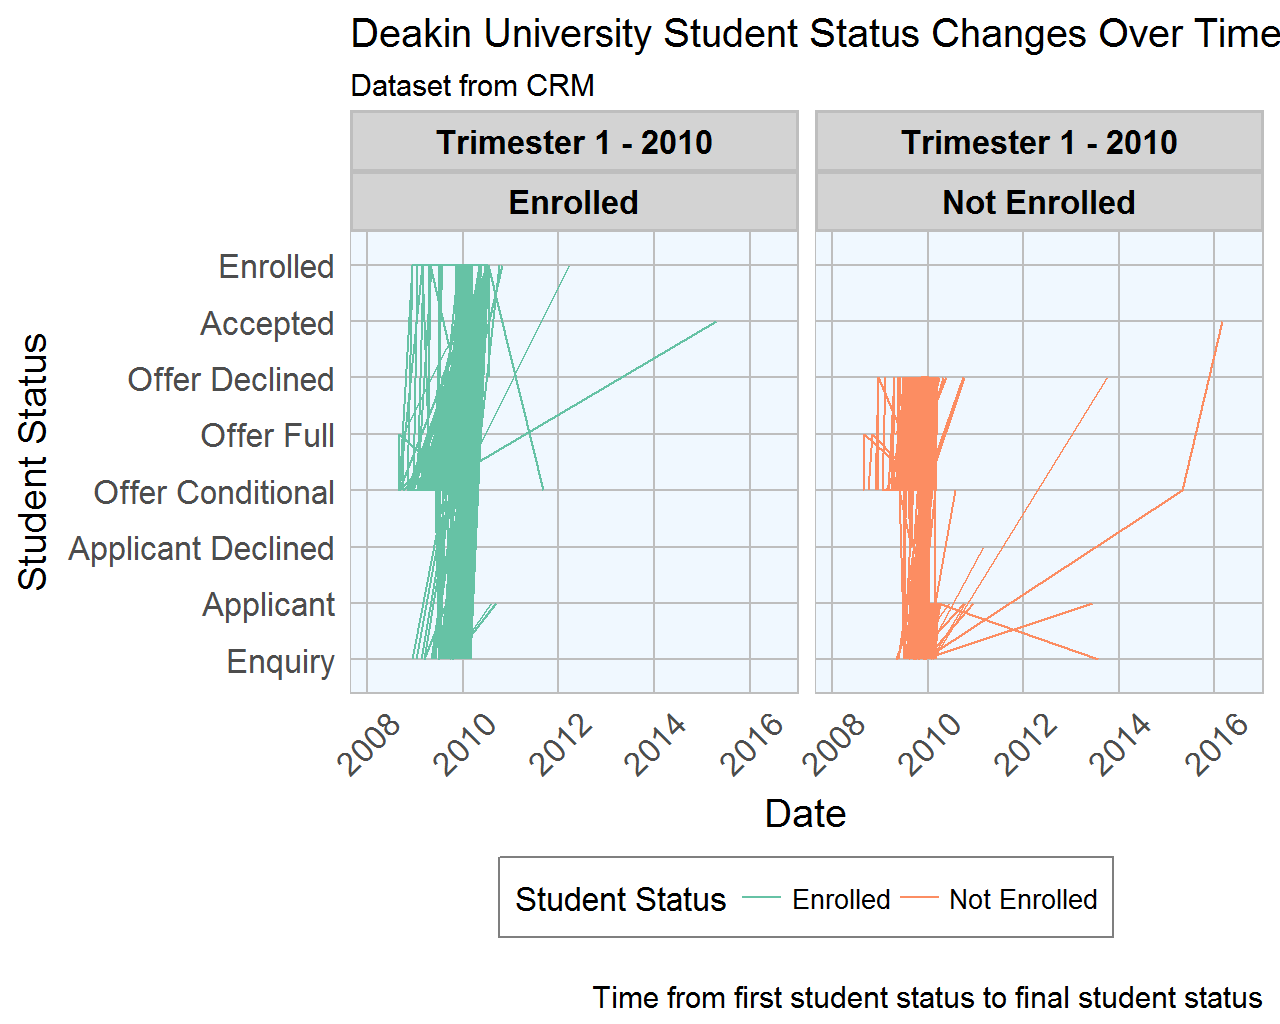 Deakin University Student Status Changes Over Time
Dataset from CRM
Trimester 1 - 2010
Trimester 1 - 2010
Enrolled
Not Enrolled
Student Status
Enrolled
Accepted
Offer Declined
Offer Full
Offer Conditional
Applicant Declined
Applicant
Enquiry
2008 2010 2012 2014 2016
2008 2010 2012 2014 2016
Date
Student Status Enrolled Not Enrolled
Time from first student status to final student status